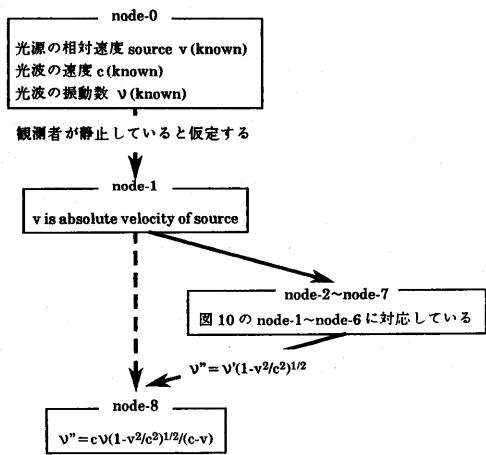 node-0
光源の相対速度 source v (known)
光波の速度 c (known)
光波の振動数 ν (known)
観測者が静止していると仮定する
node-1
v is absolute velocity of source
node-2~node-7
図 10 の node-1~node-6 に対応している
ν"=ν'(1-v²/c²)¹/²
node-8
ν"=cν(1-v²/c²)¹/²/(c-v)